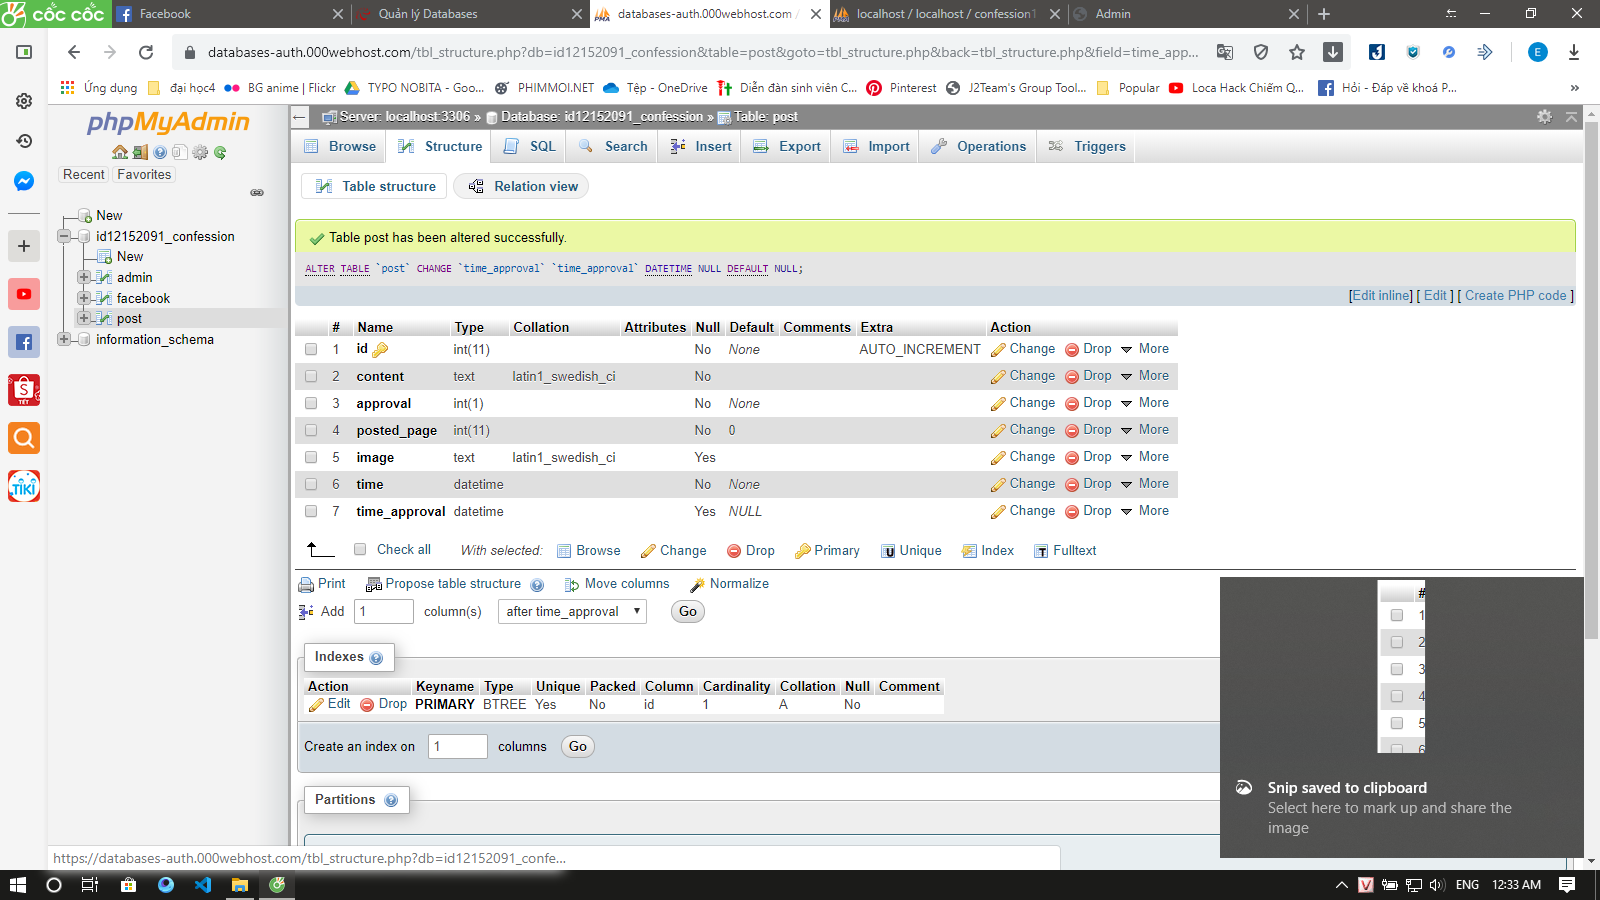 cốc cốc
Facebook
Quản lý Databases
databases-auth.000webhost.com /
localhost / localhost / confession1
Admin
databases-auth.000webhost.com/tbl_structure.php?db=id12152091_confession&table=post&goto=tbl_structure.php&back=tbl_structure.php&field=time_app...
E
Ứng dụng
đại học4
BG anime | Flickr
TYPO NOBITA - Goo...
PHIMMOI.NET
Tệp - OneDrive
Diễn đàn sinh viên C...
Pinterest
J2Team's Group Tool...
Popular
Loca Hack Chiếm Q...
Hỏi - Đáp về khoá P...
»
phpMyAdmin
Recent
Favorites
New
id12152091_confession
New
admin
facebook
post
information_schema
TẾT
TIKI
Server: localhost:3306 » Database: id12152091_confession » Table: post
Browse
Structure
SQL
Search
Insert
Export
Import
Operations
Triggers
Table structure
Relation view
Table post has been altered successfully.
ALTER TABLE `post` CHANGE `time_approval` `time_approval` DATETIME NULL DEFAULT NULL;
[Edit inline] [ Edit ] [ Create PHP code ]
# Name Type Collation Attributes Null Default Comments Extra Action
1 id int(11) No None AUTO_INCREMENT Change Drop More
2 content text latin1_swedish_ci No Change Drop More
3 approval int(1) No None Change Drop More
4 posted_page int(11) No 0 Change Drop More
5 image text latin1_swedish_ci Yes Change Drop More
6 time datetime No None Change Drop More
7 time_approval datetime Yes NULL Change Drop More
Check all With selected: Browse Change Drop Primary Unique Index Fulltext
Print Propose table structure Move columns Normalize
Add 1 column(s) after time_approval Go
Indexes
Action Keyname Type Unique Packed Column Cardinality Collation Null Comment
Edit Drop PRIMARY BTREE Yes No id 1 A No
Create an index on 1 columns Go
Partitions
#
1
2
3
4
5
6
Snip saved to clipboard
Select here to mark up and share the
image
https://databases-auth.000webhost.com/tbl_structure.php?db=id12152091_confe...
V
ENG
12:33 AM